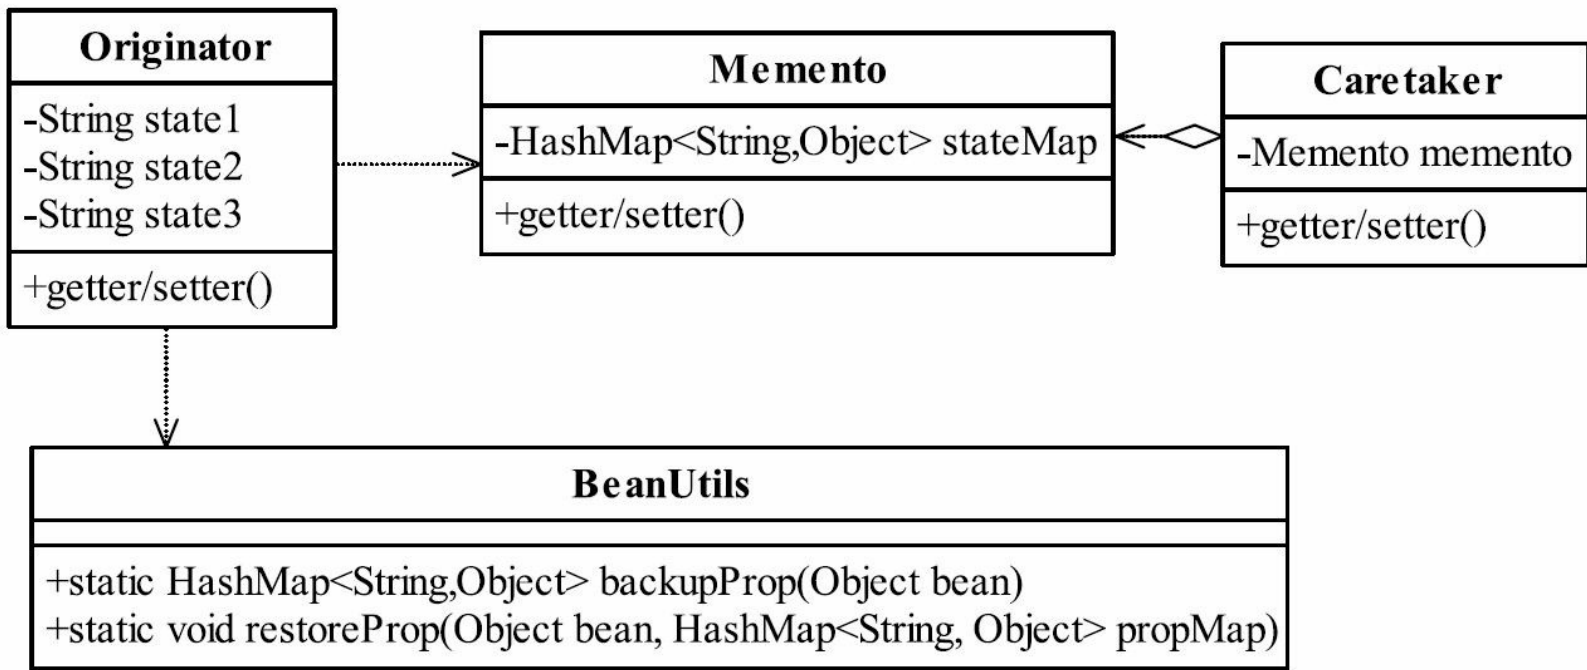 Originator
-String state1
-String state2
-String state3
+getter/setter()
Memento
-HashMap<String,Object> stateMap
+getter/setter()
Caretaker
-Memento memento
+getter/setter()
BeanUtils
+static HashMap<String,Object> backupProp(Object bean)
+static void restoreProp(Object bean, HashMap<String, Object> propMap)